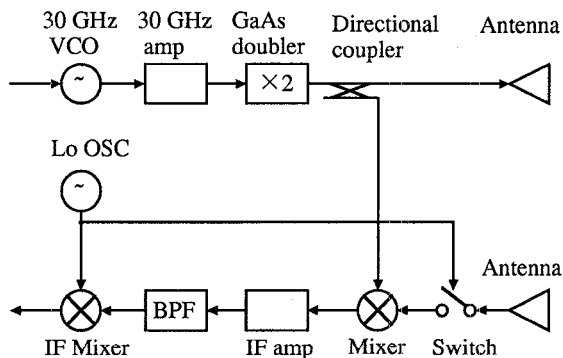 30 GHz VCO
30 GHz amp
GaAs doubler
Directional coupler
Antenna
~
×2
Lo OSC
~
Antenna
BPF
IF Mixer
IF amp
Mixer
Switch